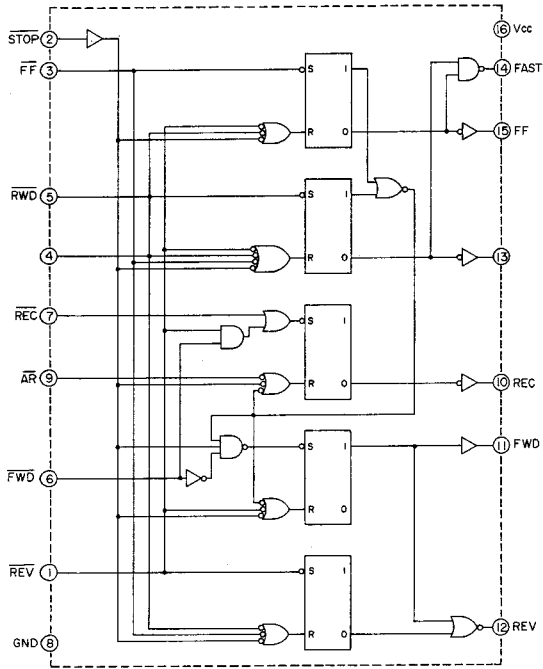 16 Vcc
STOP 2
FF 3
S 1
14 FAST
R 0
15 FF
RWD 5
S 1
4
R 0
13
REC 7
S 1
AR 9
R 0
10 REC
S 1
11 FWD
FWD 6
R 0
REV 1
S 1
12 REV
GND 8
R 0